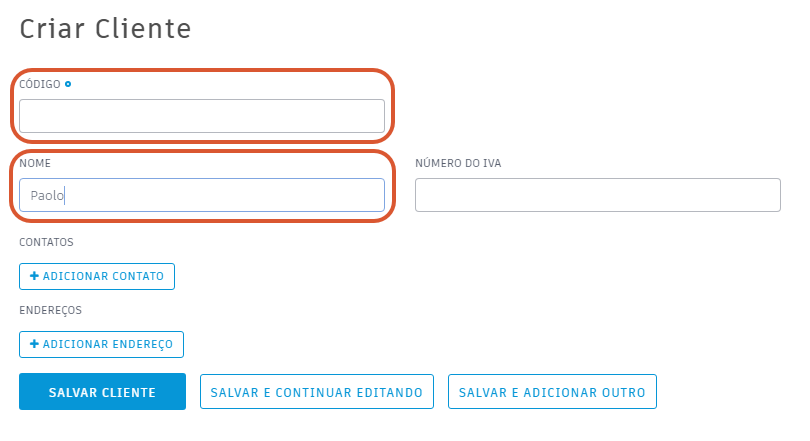 Criar Cliente
CÓDIGO
NOME
NÚMERO DO IVA
Paolo
CONTATOS
ADICIONAR CONTATO
ENDEREÇOS
ADICIONAR ENDEREÇO
SALVAR CLIENTE
SALVAR E CONTINUAR EDITANDO
SALVAR E ADICIONAR OUTRO